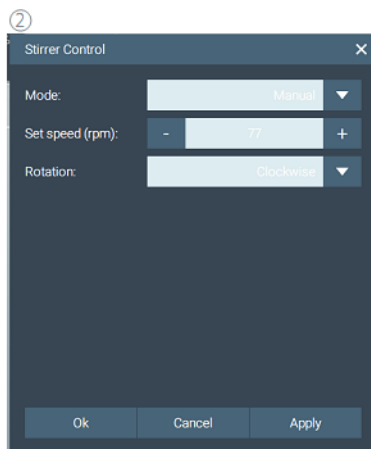 ②
Stirrer Control ×
Mode: Manual
Set speed (rpm): - 77 +
Rotation: Clockwise
Ok Cancel Apply